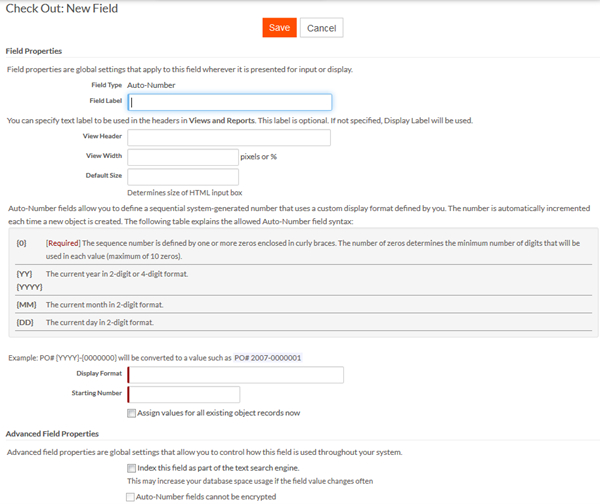 Check Out: New Field
Save Cancel
Field Properties
Field properties are global settings that apply to this field wherever it is presented for input or display.
Field Type Auto-Number
Field Label
You can specify text label to be used in the headers in Views and Reports. This label is optional. If not specified, Display Label will be used.
View Header
View Width pixels or %
Default Size
Determines size of HTML input box
Auto-Number fields allow you to define a sequential system-generated number that uses a custom display format defined by you. The number is automatically incremented
each time a new object is created. The following table explains the allowed Auto-Number field syntax:
{0} [Required] The sequence number is defined by one or more zeros enclosed in curly braces. The number of zeros determines the minimum number of digits that will be
used in each value (maximum of 10 zeros).
{YY} The current year in 2-digit or 4-digit format.
{YYYY}
{MM} The current month in 2-digit format.
{DD} The current day in 2-digit format.
Example: PO# {YYYY}-{0000000} will be converted to a value such as PO# 2007-0000001
Display Format
Starting Number
Assign values for all existing object records now
Advanced Field Properties
Advanced field properties are global settings that allow you to control how this field is used throughout your system.
Index this field as part of the text search engine.
This may increase your database space usage if the field value changes often
Auto-Number fields cannot be encrypted